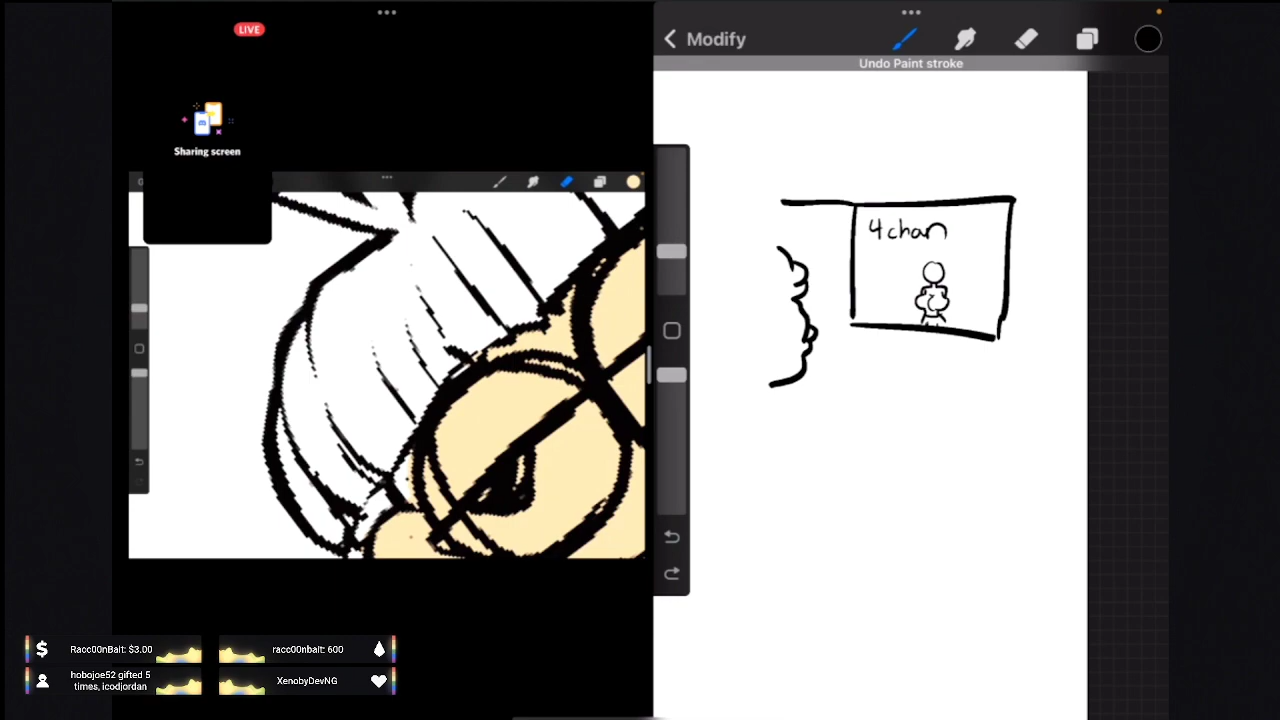 LIVE
Sharing screen
Modify
Undo Paint stroke
4chan
$ Racc00nBait: $3.00
racc00nbait: 600
hobojoe52 gifted 5
times, icodjordan
XenobyDevNG